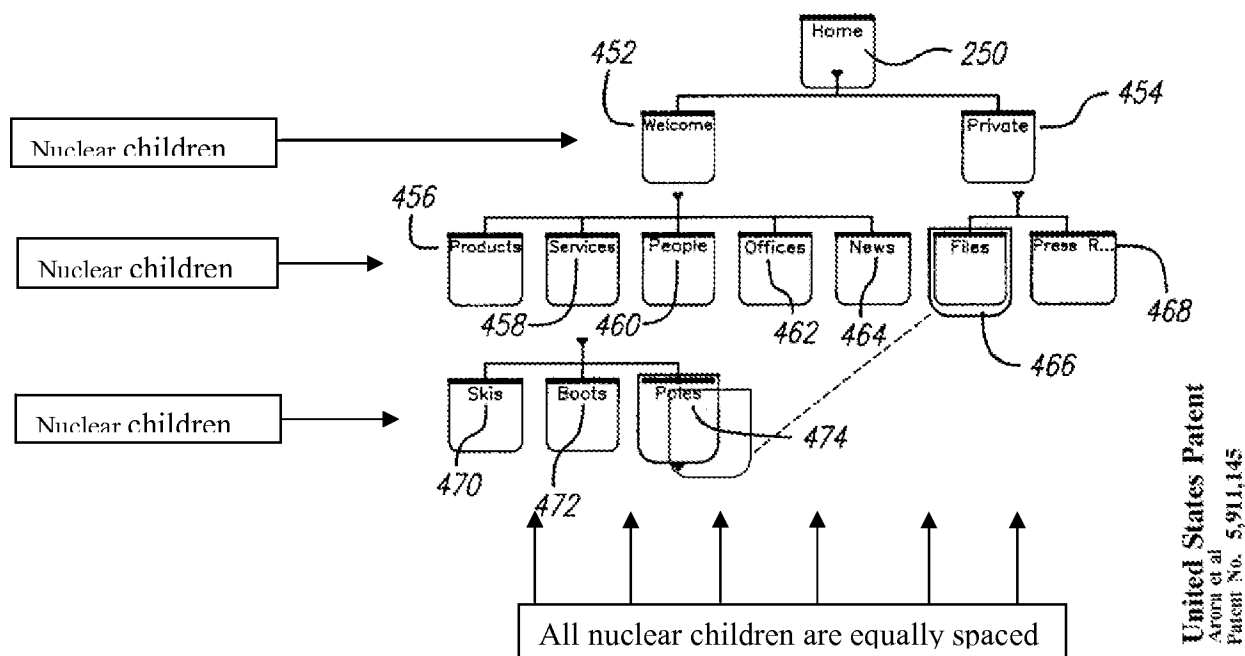 Home
452
250
454
Welcome
Private
Nuclear children
456
Products
Services
People
Offices
News
Files
Press R...
Nuclear children
458
460
462
464
468
466
Skis
Boots
Poles
Nuclear children
474
470
472
All nuclear children are equally spaced
United States Patent
Arora et al
Patent No. 5,911,145